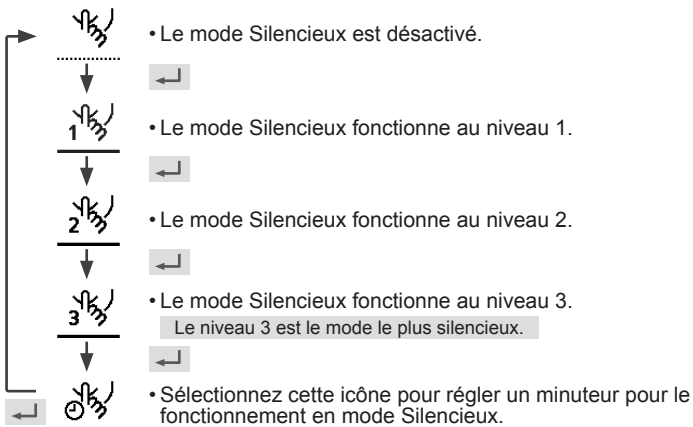 • Le mode Silencieux est désactivé.
1
• Le mode Silencieux fonctionne au niveau 1.
2
• Le mode Silencieux fonctionne au niveau 2.
3
• Le mode Silencieux fonctionne au niveau 3.
Le niveau 3 est le mode le plus silencieux.
• Sélectionnez cette icône pour régler un minuteur pour le
fonctionnement en mode Silencieux.